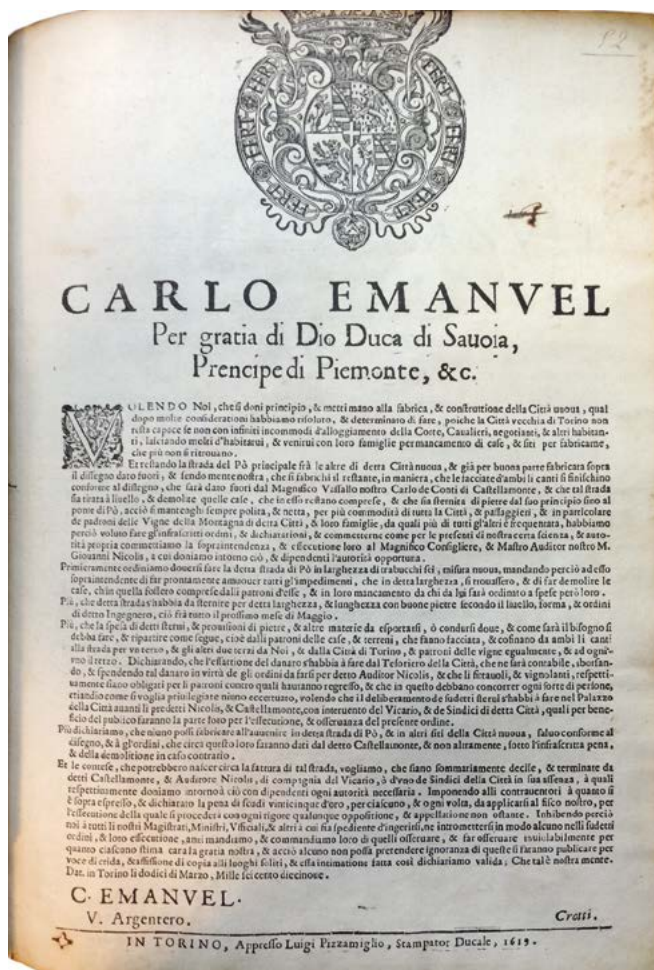 92
FERT FERT FERT FERT FERT FERT
CARLO EMANVEL
Per gratia di Dio Duca di Sauoia,
Prencipe di Piemonte, &c.
VOLENDO Noi, che si doni principio, & metti mano alla fabrica, & construttione della Città nuoua, qual
dopo molte considerationi habbiamo risoluto, & determinato di fare, poiche la Città vecchia di Torino non
resta capace se non con infiniti incommodi d'alloggiamento della Corte, Caualieri, negotianti, & altri habitan-
ti, lasciando molti d'habitarui, & venirui con loro famiglie per mancamento di case, & siti per fabricarne,
che più non si ritrouano.
Et restando la strada del Pò principale frà le altre di detta Città nuoua, & già per buona parte fabricata sopra
il dissegno dato fuori, & sendo mente nostra, che si fabrichi il restante, in maniera, che le facciate d'ambi li canti si finischino
conforme al dissegno, che sarà dato fuori dal Magnifico Vassallo nostro Carlo de Conti di Castellamonte, & che tal strada
sia tirata à liuello, & demolite quelle case, che in esso restano comprese, & che sia sternita di pietre dal suo principio sino al
ponte di Pò, acciò si mantenghi sempre polita, & netta, per più commodità di tutta la Città, & passaggieri, & in particolare
de padroni delle Vigne della Montagna di detta Città, & loro famiglie, da quali più di tutti gl'altri è frequentata, habbiamo
perciò voluto fare gl'infrascritti ordini, & dichiarationi, & commetterne come per le presenti di nostra certa scienza, & auto-
rità propria commettiamo la sopraintendenza, & essecutione loro al Magnifico Consigliere, & Mastro Auditor nostro M.
Giouanni Nicolis, a cui doniamo intorno ciò, & dipendenti l'autorità opportuna.
Primieramente ordiniamo douersi fare la detta strada di Pò in larghezza di trabucchi sei, misura nuoua, mandando perciò ad esso
sopraintendente di far prontamente amouer tutti gl'impedimenti, che in detta larghezza, si trouassero, & di far demolire le
case, ch'in quella fossero comprese dalli patroni d'esse, & in loro mancamento da chi da lui sarà ordinato a spese però loro.
Più, che detta strada s'habbia da sternire per detta larghezza, & lunghezza con buone pietre secondo il liuello, forma, & ordini
di detto Ingegnero, ciò frà tutto il prossimo mese di Maggio.
Più, che la spesa di detti sterni, & prouisioni di pietre, & altre materie da esportarsi, ò condursi doue, & come sarà il bisogno si
debba fare, & ripartire come segue, cioè dalli patroni delle case, & terreni, che fanno facciata, & cofinano da ambi li canti
alla strada per vn terzo, & gli altri due terzi da Noi, & dalla Città di Torino, & patroni delle vigne egualmente, & ad ogni'-
vno il terzo. Dichiarando, che l'essattione del danaro s'habbia à fare dal Tesoriero della Città, che ne sarà contabile, sborsan-
do, & spendendo tal danaro in virtù de gli ordini da farsi per detto Auditor Nicolis, & che li fittauoli, & vignolanti, respetti-
uamente siano obligati per li patroni contro quali hauranno regresso, & che in questo debbano concorrer ogni sorte di persone,
etiandio come si voglia priuilegiate niuno eccettuato, volendo che il deliberamento de sudetti sterni s'habbi à fare nel Palazzo
della Città auanti li predetti Nicolis, & Castellamonte, con interuento del Vicario, & de Sindici di detta Città, quali per bene-
ficio del publico faranno la parte loro per l'essecutione, & osseruanza del presente ordine.
Più dichiariamo, che niuno possi fabricare all'auuenire in detta strada di Pò, & in altri siti della Città nuoua, saluo conforme al
disegno, & à gl'ordini, che circa questo loro saranno dati dal detto Castellamonte, & non altramente, sotto l'infrascritta pena,
& della demolitione in caso contrario.
Et le contese, che potrebbero nascer circa la fattura di tal strada, vogliamo, che siano sommariamente decise, & terminate da
detti Castellamonte, & Auditore Nicolis, di compagnia del Vicario, ò d'vno de Sindici della Città in sua assenza, à quali
respettiuamente doniamo intorno à ciò con dipendenti ogni autorità necessaria. Imponendo alli contrauentori à quanto si
è sopra espresso, & dichiarato la pena di scudi vinticinque d'oro, per ciascuno, & ogni volta, da applicarsi al fisco nostro, per
l'essecutione della quale si procederà con ogni rigore qualunque oppositione, & appellatione non ostante. Inhibendo perciò
noi à tutti li nostri Magistrati, Ministri, Vfficiali, & altri à cui sia spediente d'ingerirsi, ne intrometters'in modo alcuno nelli sudetti
ordini, & loro essecutione, anzi mandiamo, & commandiamo loro di quelli osseruare, & far osseruare inuiolabilmente per
quanto ciascuno stima cara la gratia nostra, & acciò alcuno non possa pretendere ignoranza di queste si faranno publicare per
voce di crida, & affissione di copia alli luoghi soliti, & essa intimatione fatta così dichiariamo valida; Che tal è nostra mente.
Dat. in Torino li dodici di Marzo, Mille sei cento diecinoue.
C. EMANVEL.
V. Argentero.
Crotti.
IN TORINO, Appresso Luigi Pizzamiglio, Stampator Ducale, 1619.